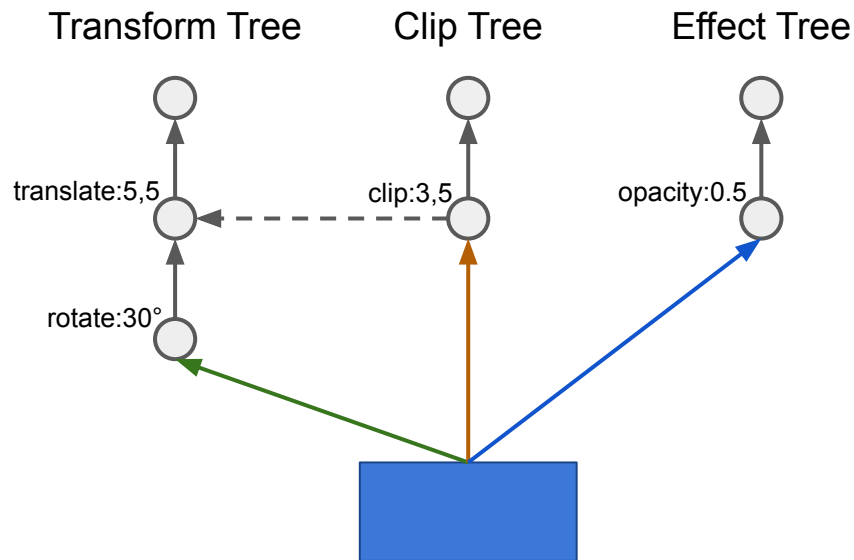 Transform Tree
Clip Tree
Effect Tree
translate:5,5
clip:3,5
opacity:0.5
rotate:30°